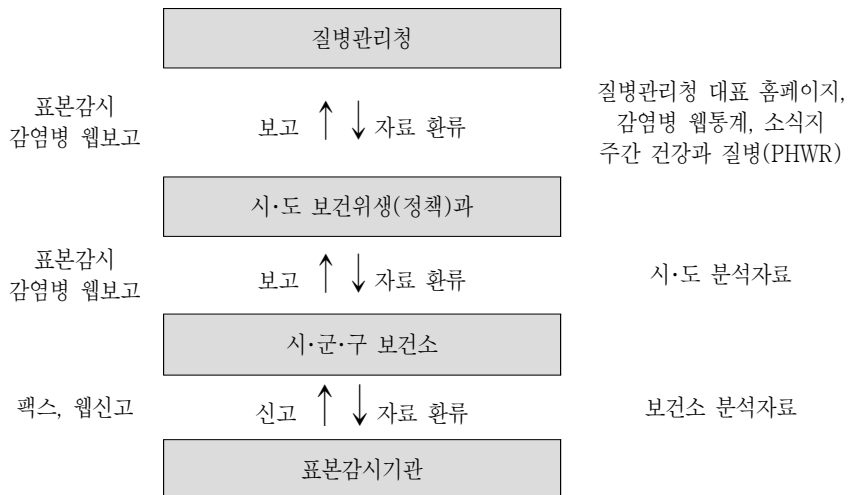 질병관리청
표본감시
감염병 웹보고
보고
자료 환류
질병관리청 대표 홈페이지,
감염병 웹통계, 소식지
주간 건강과 질병(PHWR)
시·도 보건위생(정책)과
표본감시
감염병 웹보고
보고
자료 환류
시·도 분석자료
시·군·구 보건소
팩스, 웹신고
신고
자료 환류
보건소 분석자료
표본감시기관